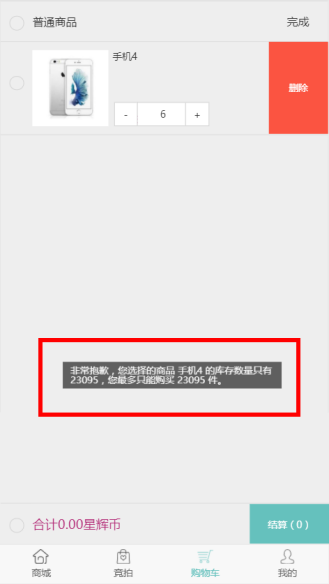 普通商品
完成
手机4
- 6 +
删除
非常抱歉，您选择的商品 手机4 的库存数量只有
23095，您最多只能购买 23095 件。
合计0.00星辉币
结算 ( 0 )
商城
竞拍
购物车
我的